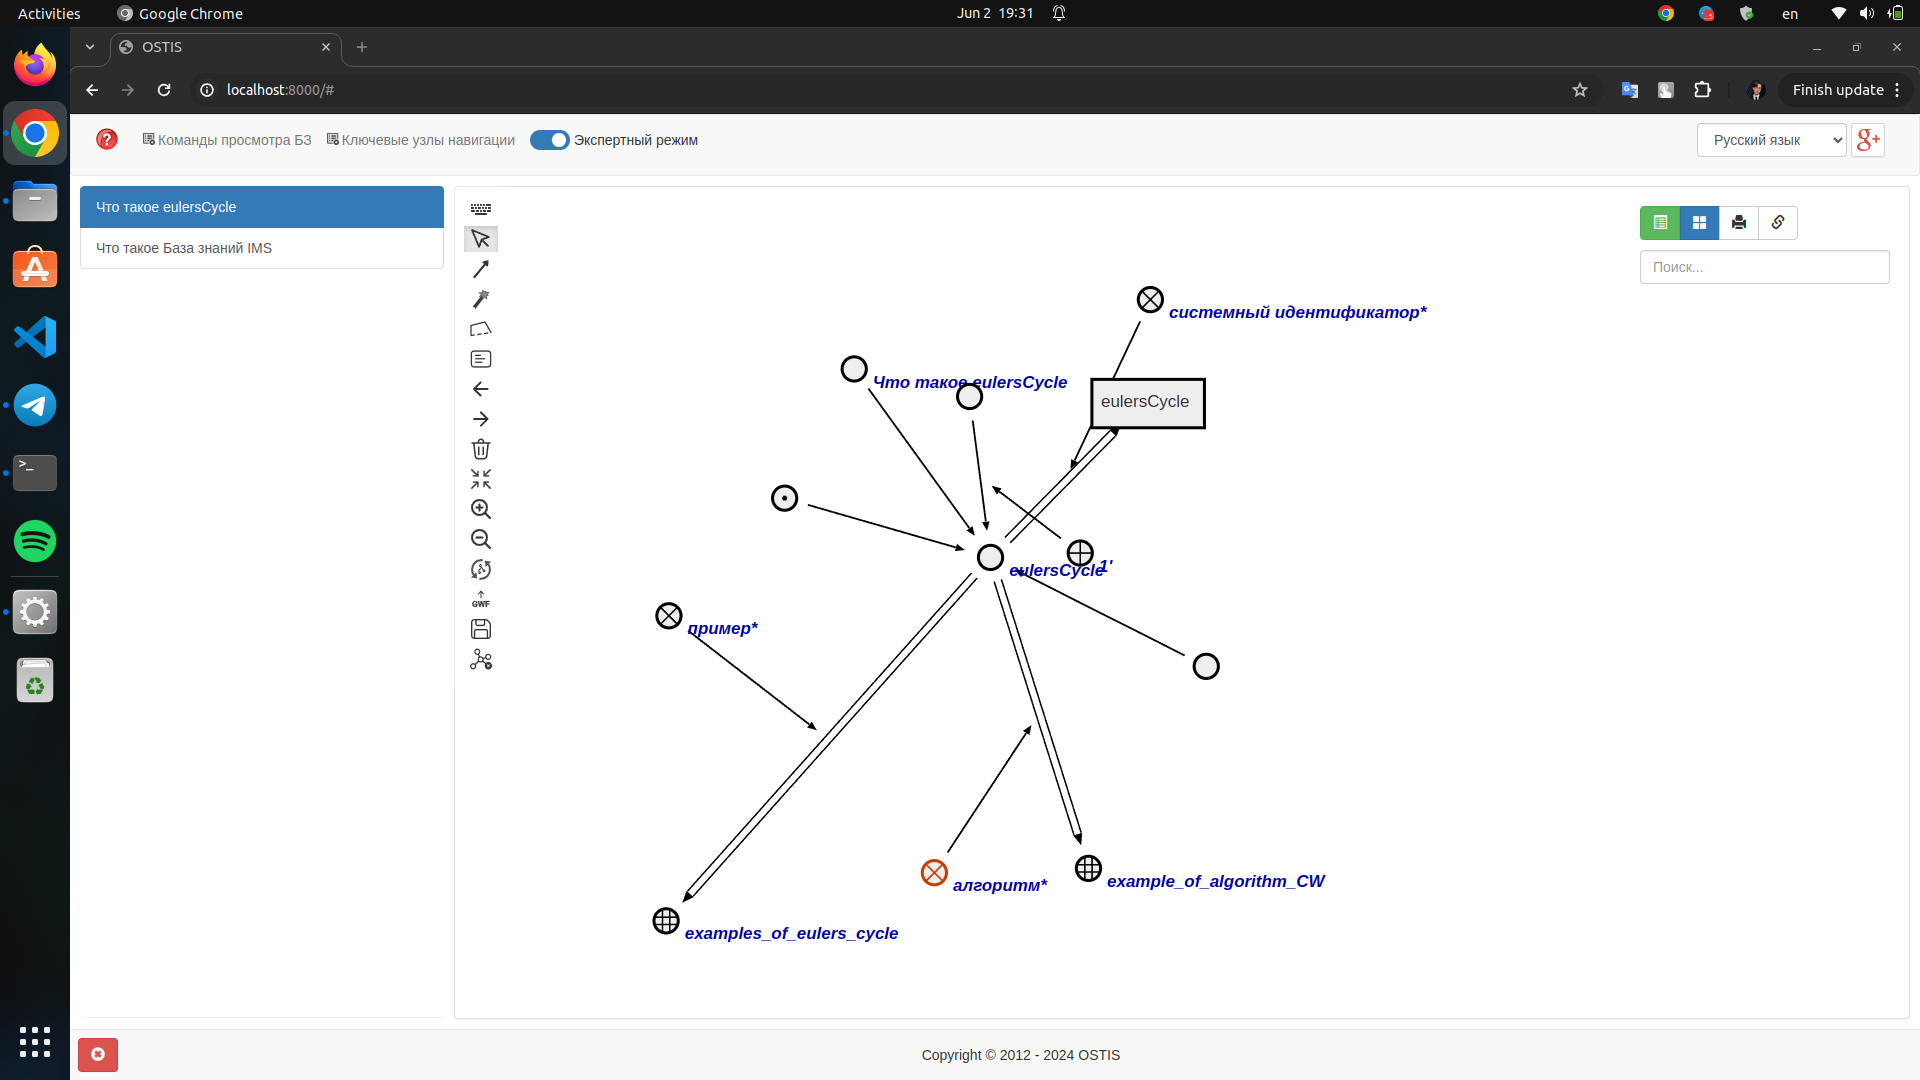 Activities
Google Chrome
Jun 2 19:31
en
OSTIS
localhost:8000/#
Finish update
Команды просмотра БЗ
Ключевые узлы навигации
Экспертный режим
Русский язык
g+
Что такое eulersCycle
Что такое База знаний IMS
Поиск...
системный идентификатор*
Что такое eulersCycle
eulersCycle
eulersCycle
1'
пример*
GWF
алгоритм*
example_of_algorithm_CW
examples_of_eulers_cycle
Copyright © 2012 - 2024 OSTIS